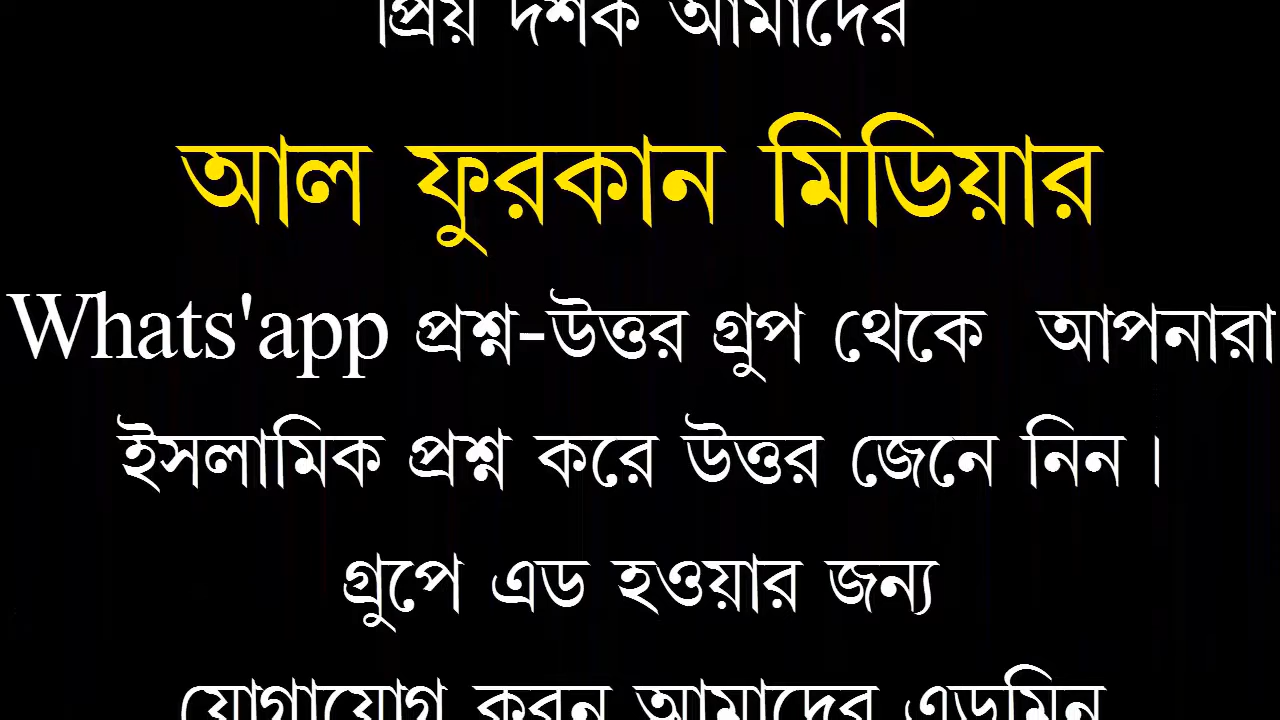 প্রিয় দর্শক আমাদের
আল ফুরকান মিডিয়ার
Whats'app প্রশ্ন-উত্তর গ্রুপ থেকে আপনারা
ইসলামিক প্রশ্ন করে উত্তর জেনে নিন।
গ্রুপে এড হওয়ার জন্য
যোগাযোগ করুন আমাদের এডমিন